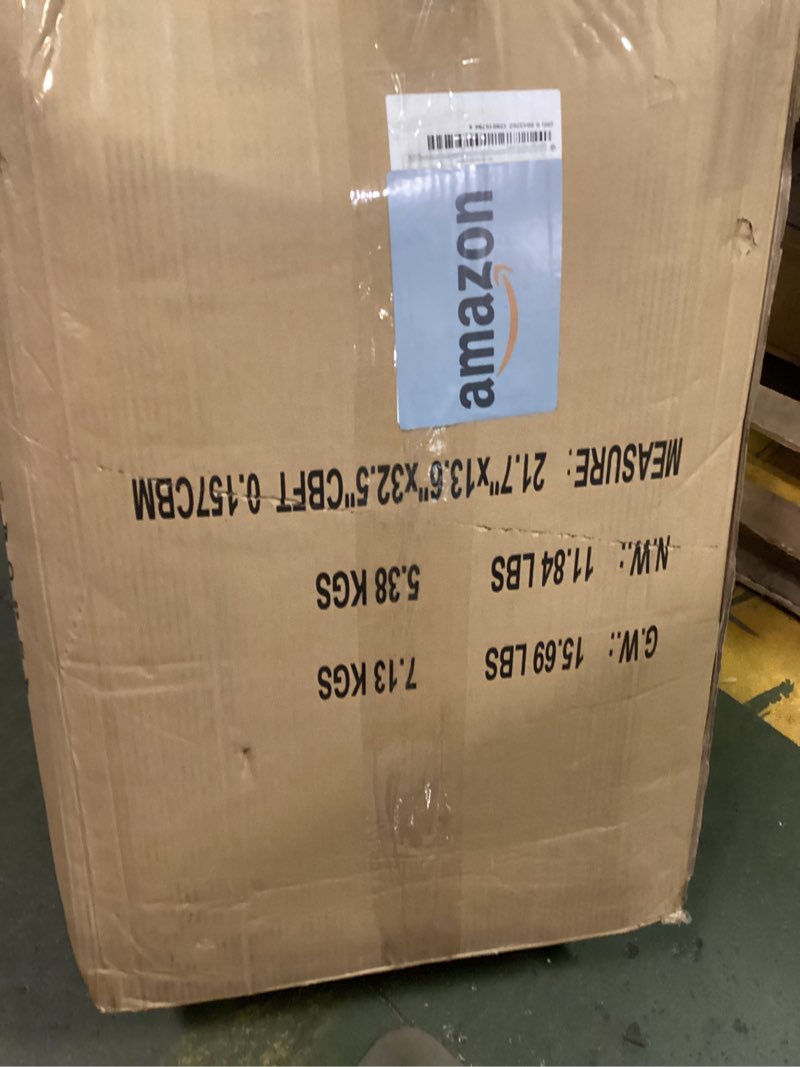 G.W.: 15.69 LBS 7.13 KGS
N.W.: 11.84 LBS 5.38 KGS
MEASURE: 21.7"x13.6"x32.5"CBFT 0.157CBM
amazon